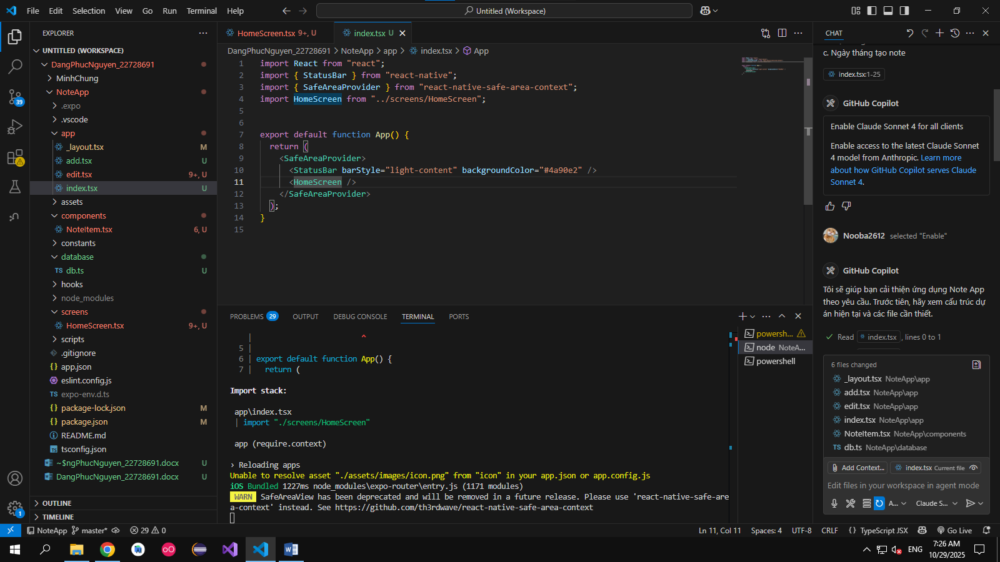 File Edit Selection View Go Run Terminal Help
Untitled (Workspace)
EXPLORER
UNTITLED (WORKSPACE)
DangPhucNguyen_22728691
MinhChung
NoteApp
.expo
.vscode
app
_layout.tsx M
add.tsx U
edit.tsx 9+, U
index.tsx U
assets
components
NoteItem.tsx 6, U
constants
database
db.ts U
hooks
node_modules
screens
HomeScreen.tsx 9+, U
scripts
.gitignore
app.json
eslint.config.js
expo-env.d.ts
package-lock.json M
package.json M
README.md
tsconfig.json
~$ngPhucNguyen_22728691.docx U
DangPhucNguyen_22728691.docx U
OUTLINE
TIMELINE
39
1
HomeScreen.tsx 9+, U
index.tsx U
DangPhucNguyen_22728691 > NoteApp > app > index.tsx > App
1 import React from "react";
2 import { StatusBar } from "react-native";
3 import { SafeAreaProvider } from "react-native-safe-area-context";
4 import HomeScreen from "../screens/HomeScreen";
5
6
7 export default function App() {
8 return (
9 <SafeAreaProvider>
10 <StatusBar barStyle="light-content" backgroundColor="#4a90e2" />
11 <HomeScreen />
12 </SafeAreaProvider>
13 );
14 }
15
PROBLEMS 29 OUTPUT DEBUG CONSOLE TERMINAL PORTS
| ^
5 |
6 | export default function App() {
7 | return (
Import stack:
app\index.tsx
| import "./screens/HomeScreen"
app (require.context)
› Reloading apps
Unable to resolve asset "./assets/images/icon.png" from "icon" in your app.json or app.config.js
iOS Bundled 1227ms node_modules\expo-router\entry.js (1171 modules)
WARN SafeAreaView has been deprecated and will be removed in a future release. Please use 'react-native-safe-are
a-context' instead. See https://github.com/th3rdwave/react-native-safe-area-context
powersh...
node NoteA...
powershell
CHAT
c. Ngày tháng tạo note
index.tsx:1-25
GitHub Copilot
Enable Claude Sonnet 4 for all clients
Enable access to the latest Claude Sonnet
4 model from Anthropic. Learn more
about how GitHub Copilot serves Claude
Sonnet 4.
Nooba2612 selected "Enable"
GitHub Copilot
Tôi sẽ giúp bạn cải thiện ứng dụng Note App
theo yêu cầu. Trước tiên, hãy xem cấu trúc dự
án hiện tại và các file cần thiết.
Read index.tsx, lines 0 to 1
6 files changed
_layout.tsx NoteApp\app
add.tsx NoteApp\app
edit.tsx NoteApp\app
index.tsx NoteApp\app
NoteItem.tsx NoteApp\components
db.ts NoteApp\database
Add Context... index.tsx Current file
Edit files in your workspace in agent mode
A... Claude S...
NoteApp master* 29 0
Ln 11, Col 11 Spaces: 4 UTF-8 CRLF {} TypeScript JSX Go Live
ENG
7:26 AM
10/29/2025